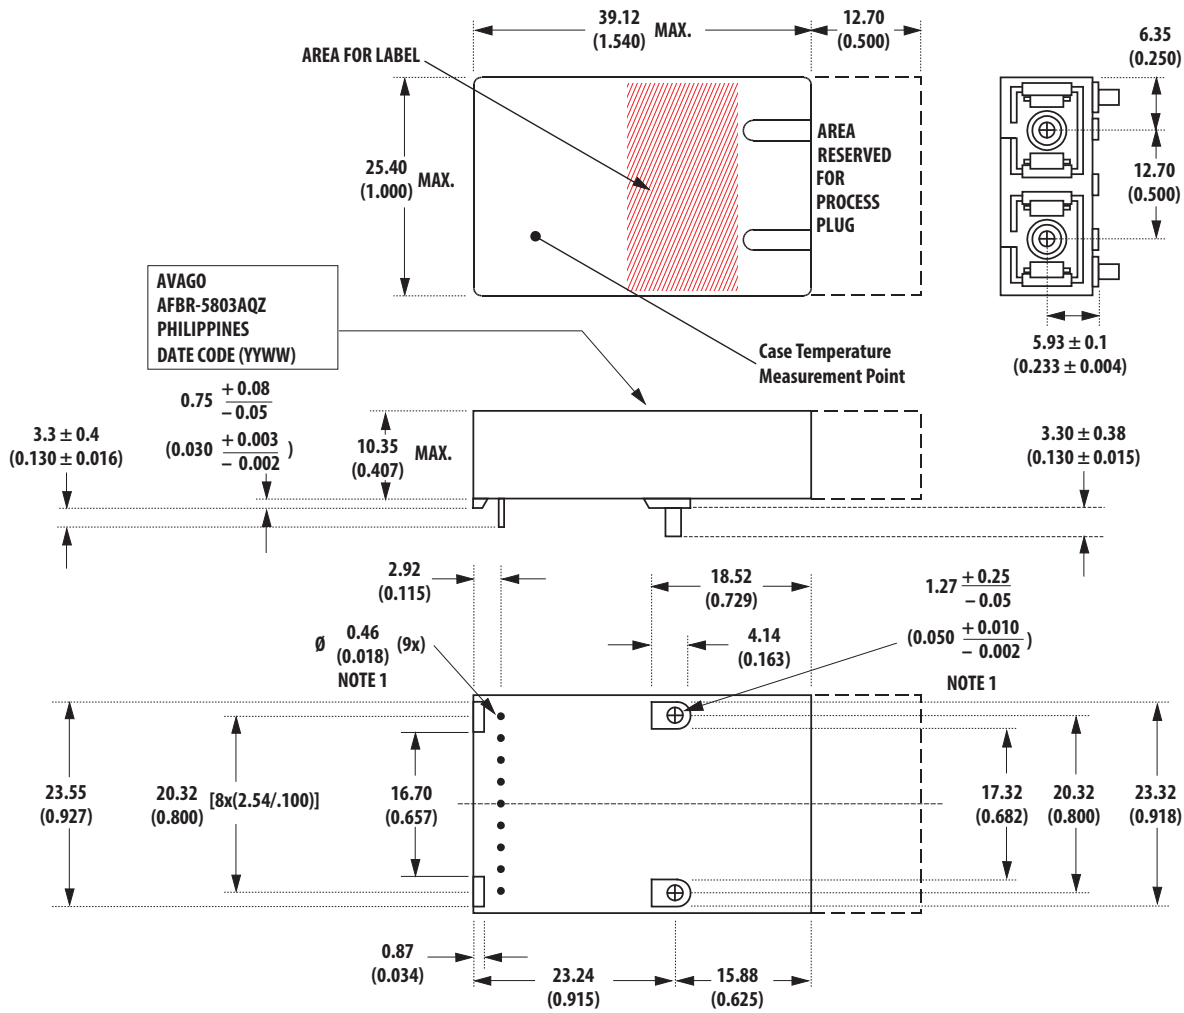 39.12
(1.540)
MAX.
12.70
(0.500)
6.35
(0.250)
AREA FOR LABEL
25.40
(1.000)
MAX.
AREA
RESERVED
FOR
PROCESS
PLUG
12.70
(0.500)
AVAGO
AFBR-5803AQZ
PHILIPPINES
DATE CODE (YYWW)
Case Temperature
Measurement Point
5.93 ± 0.1
(0.233 ± 0.004)
0.75 + 0.08
– 0.05
(0.030 + 0.003
– 0.002 )
3.3 ± 0.4
(0.130 ± 0.016)
10.35
(0.407)
MAX.
3.30 ± 0.38
(0.130 ± 0.015)
2.92
(0.115)
18.52
(0.729)
1.27 + 0.25
– 0.05
(0.050 + 0.010
– 0.002 )
NOTE 1
Ø 0.46
(0.018) (9x)
NOTE 1
4.14
(0.163)
23.55
(0.927)
20.32
(0.800)
[8x(2.54/.100)]
16.70
(0.657)
17.32
(0.682)
20.32
(0.800)
23.32
(0.918)
0.87
(0.034)
23.24
(0.915)
15.88
(0.625)